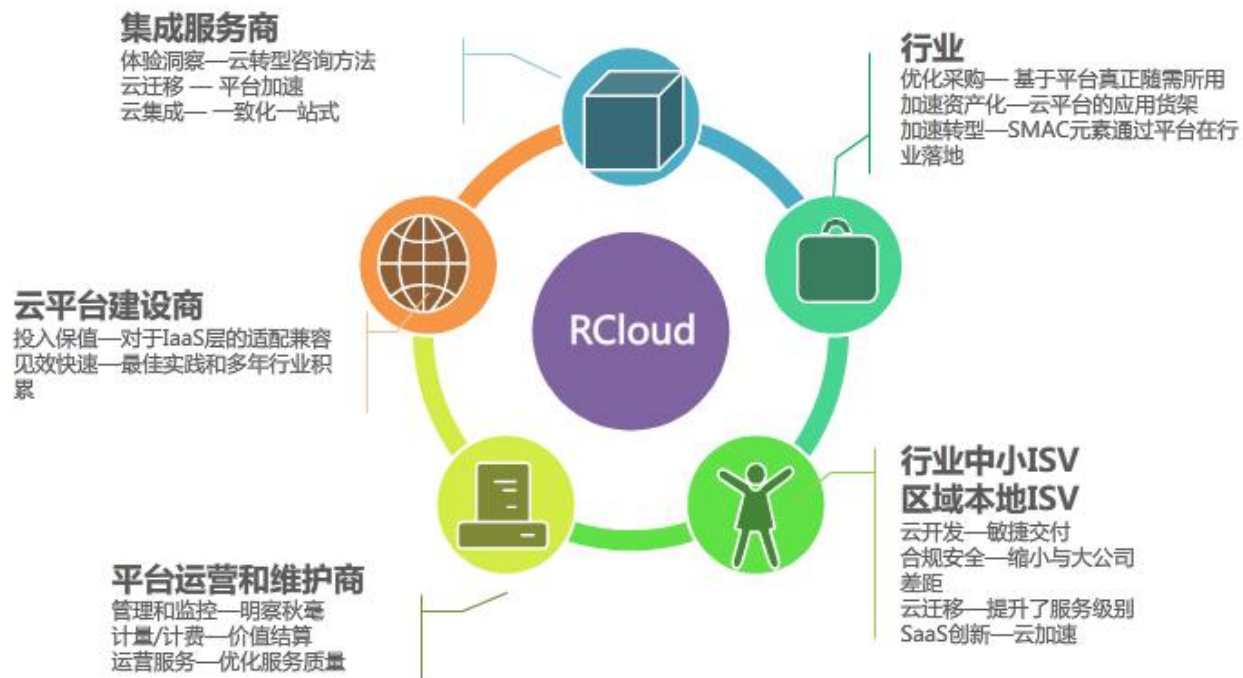 集成服务商
体验洞察—云转型咨询方法
云迁移 — 平台加速
云集成— 一致化一站式
行业
优化采购— 基于平台真正随需所用
加速资产化—云平台的应用货架
加速转型—SMAC元素通过平台在行
业落地
RCloud
云平台建设商
投入保值—对于IaaS层的适配兼容
见效快速—最佳实践和多年行业积
累
行业中小ISV
区域本地ISV
云开发—敏捷交付
合规安全—缩小与大公司
差距
云迁移—提升了服务级别
SaaS创新—云加速
平台运营和维护商
管理和监控—明察秋毫
计量/计费—价值结算
运营服务—优化服务质量